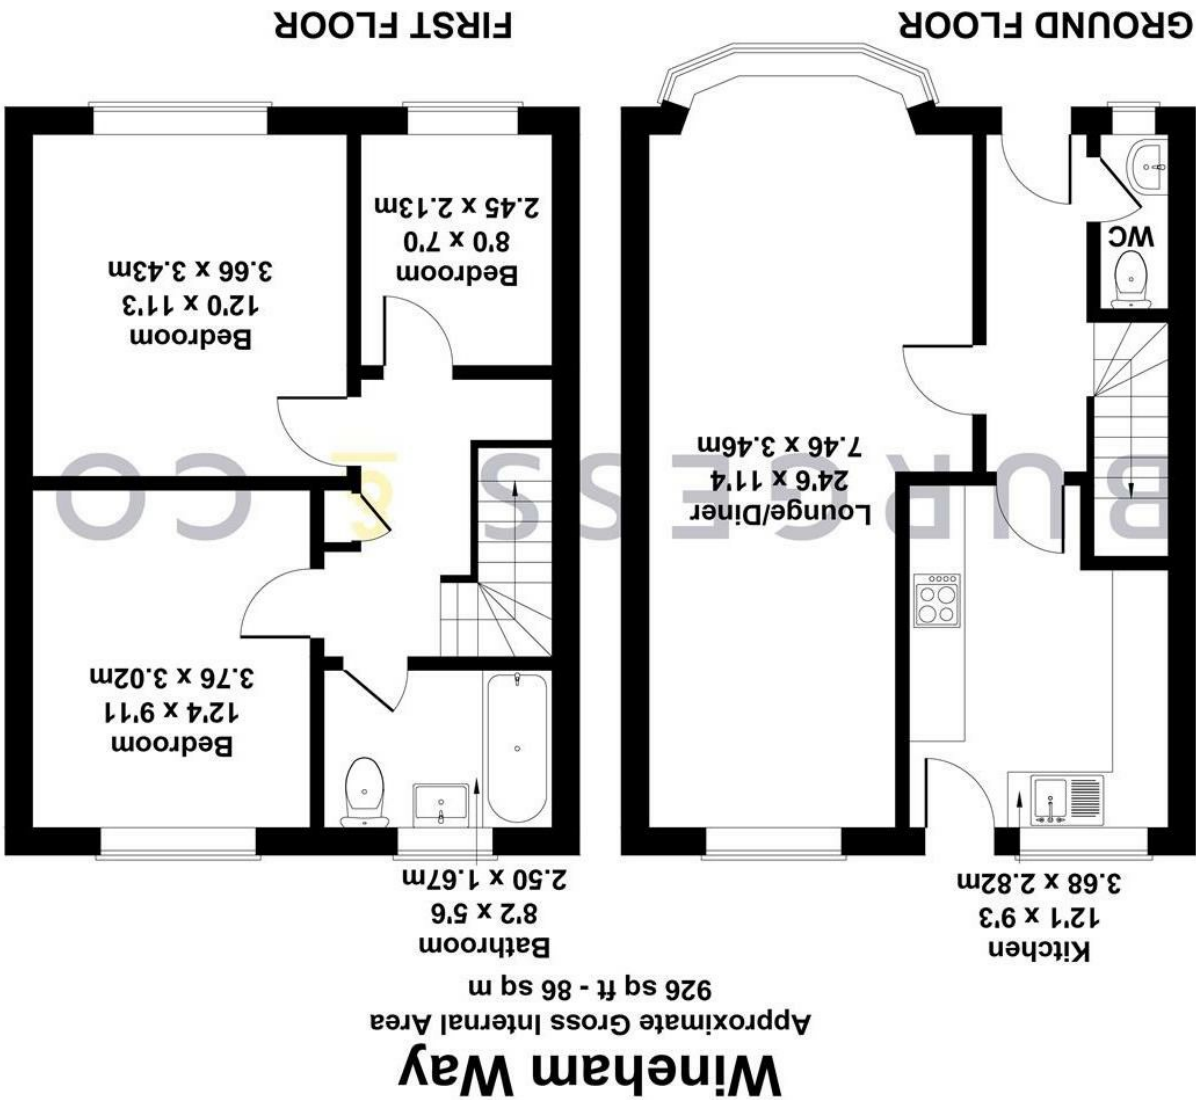 Wineham Way
Approximate Gross Internal Area
926 sq ft - 86 sq m
Kitchen
12'1 x 9'3
3.68 x 2.82m
Bathroom
8'2 x 5'6
2.50 x 1.67m
Bedroom
12'4 x 9'11
3.76 x 3.02m
BURGESS & CO
Lounge/Diner
24'6 x 11'4
7.46 x 3.46m
Bedroom
12'0 x 11'3
3.66 x 3.43m
Bedroom
8'0 x 7'0
2.45 x 2.13m
WC
GROUND FLOOR
FIRST FLOOR